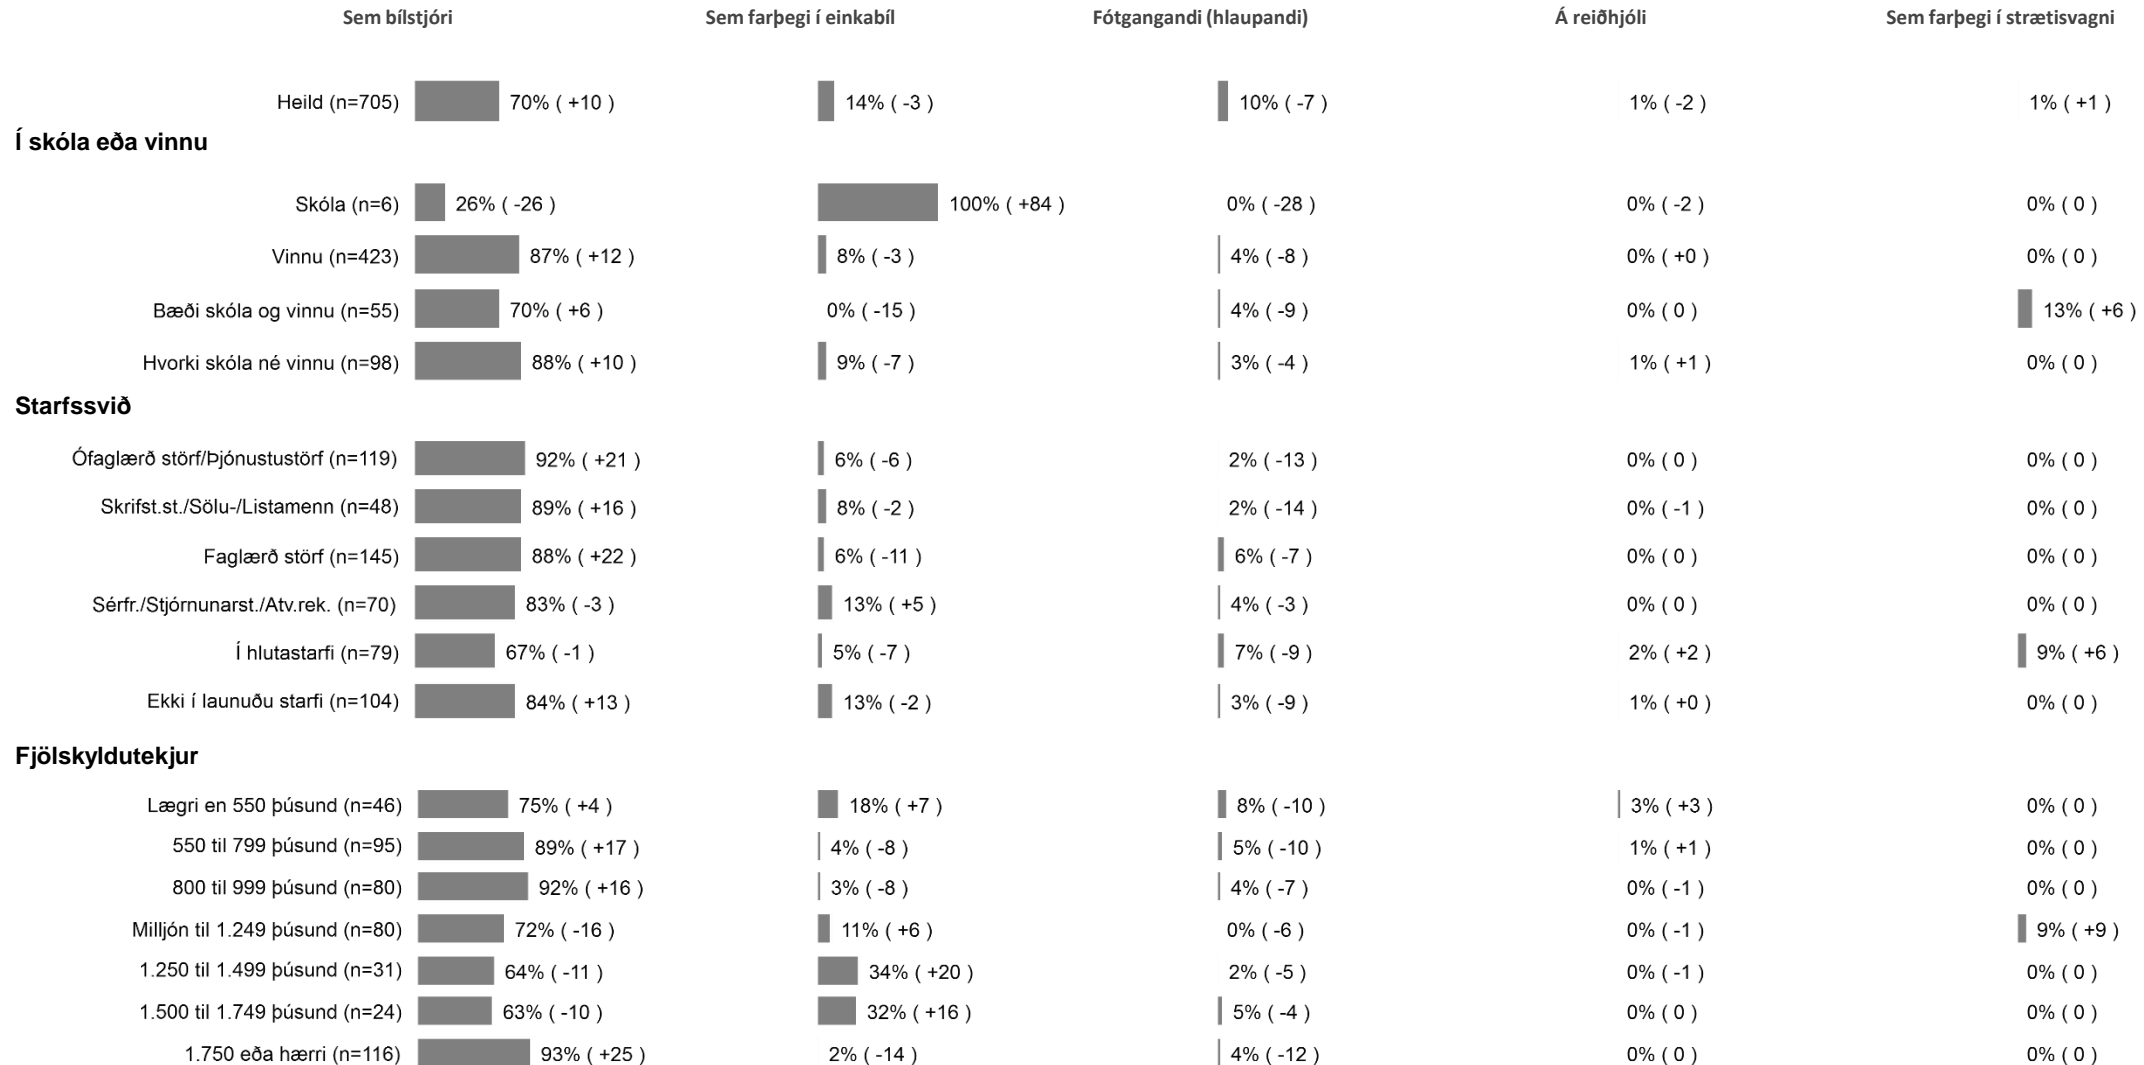 Sem bílstjóri Sem farþegi í einkabíl Fótgangandi (hlaupandi) Á reiðhjóli Sem farþegi í strætisvagni
Heild (n=705) 70% ( +10 ) 14% ( -3 ) 10% ( -7 ) 1% ( -2 ) 1% ( +1 )
Í skóla eða vinnu
Skóla (n=6) 26% ( -26 ) 100% ( +84 ) 0% ( -28 ) 0% ( -2 ) 0% ( 0 )
Vinnu (n=423) 87% ( +12 ) 8% ( -3 ) 4% ( -8 ) 0% ( +0 ) 0% ( 0 )
Bæði skóla og vinnu (n=55) 70% ( +6 ) 0% ( -15 ) 4% ( -9 ) 0% ( 0 ) 13% ( +6 )
Hvorki skóla né vinnu (n=98) 88% ( +10 ) 9% ( -7 ) 3% ( -4 ) 1% ( +1 ) 0% ( 0 )
Starfssvið
Ófaglærð störf/Þjónustustörf (n=119) 92% ( +21 ) 6% ( -6 ) 2% ( -13 ) 0% ( 0 ) 0% ( 0 )
Skrifst.st./Sölu-/Listamenn (n=48) 89% ( +16 ) 8% ( -2 ) 2% ( -14 ) 0% ( -1 ) 0% ( 0 )
Faglærð störf (n=145) 88% ( +22 ) 6% ( -11 ) 6% ( -7 ) 0% ( 0 ) 0% ( 0 )
Sérfr./Stjórnunarst./Atv.rek. (n=70) 83% ( -3 ) 13% ( +5 ) 4% ( -3 ) 0% ( 0 ) 0% ( 0 )
Í hlutastarfi (n=79) 67% ( -1 ) 5% ( -7 ) 7% ( -9 ) 2% ( +2 ) 9% ( +6 )
Ekki í launuðu starfi (n=104) 84% ( +13 ) 13% ( -2 ) 3% ( -9 ) 1% ( +0 ) 0% ( 0 )
Fjölskyldutekjur
Lægri en 550 þúsund (n=46) 75% ( +4 ) 18% ( +7 ) 8% ( -10 ) 3% ( +3 ) 0% ( 0 )
550 til 799 þúsund (n=95) 89% ( +17 ) 4% ( -8 ) 5% ( -10 ) 1% ( +1 ) 0% ( 0 )
800 til 999 þúsund (n=80) 92% ( +16 ) 3% ( -8 ) 4% ( -7 ) 0% ( -1 ) 0% ( 0 )
Milljón til 1.249 þúsund (n=80) 72% ( -16 ) 11% ( +6 ) 0% ( -6 ) 0% ( -1 ) 9% ( +9 )
1.250 til 1.499 þúsund (n=31) 64% ( -11 ) 34% ( +20 ) 2% ( -5 ) 0% ( -1 ) 0% ( 0 )
1.500 til 1.749 þúsund (n=24) 63% ( -10 ) 32% ( +16 ) 5% ( -4 ) 0% ( 0 ) 0% ( 0 )
1.750 eða hærri (n=116) 93% ( +25 ) 2% ( -14 ) 4% ( -12 ) 0% ( 0 ) 0% ( 0 )